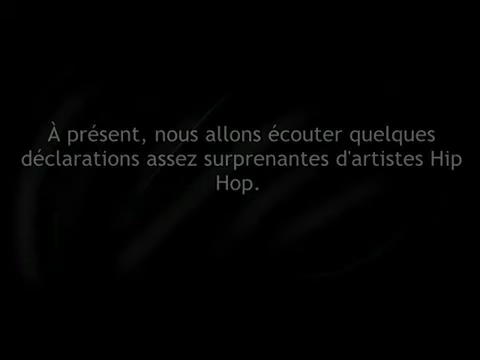 À présent, nous allons écouter quelques
déclarations assez surprenantes d'artistes Hip
Hop.